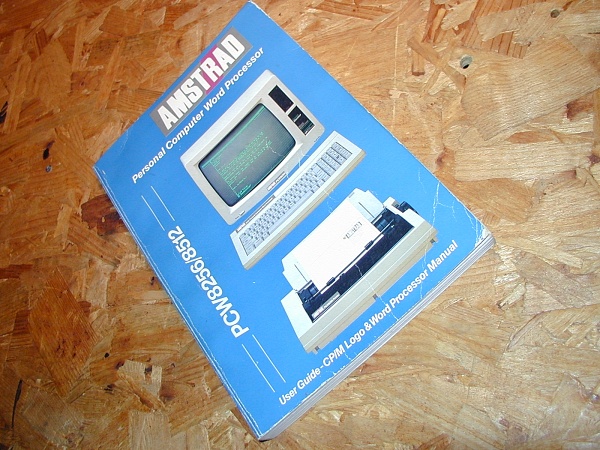 AMSTRAD
Personal Computer Word Processor
PCW8256/8512
User Guide-CP/M Logo & Word Processor Manual